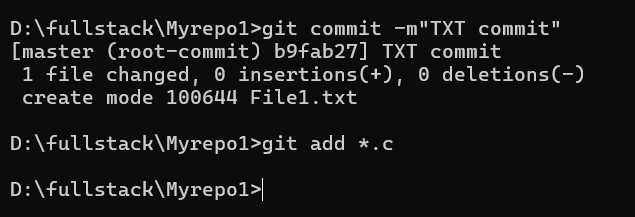 D:\fullstack\Myrepo1>git commit -m"TXT commit"
[master (root-commit) b9fab27] TXT commit
 1 file changed, 0 insertions(+), 0 deletions(-)
 create mode 100644 File1.txt
D:\fullstack\Myrepo1>git add *.c
D:\fullstack\Myrepo1>